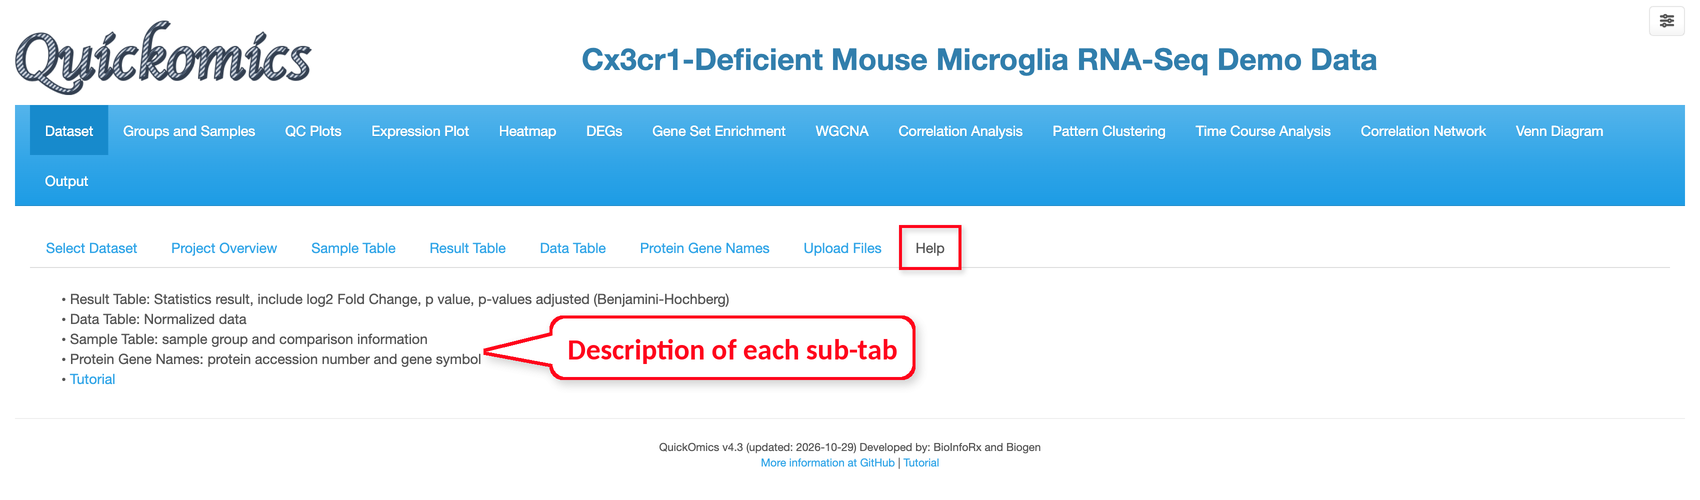 Quickomics
Cx3cr1-Deficient Mouse Microglia RNA-Seq Demo Data
Dataset Groups and Samples QC Plots Expression Plot Heatmap DEGs Gene Set Enrichment WGCNA Correlation Analysis Pattern Clustering Time Course Analysis Correlation Network Venn Diagram
Output
Select Dataset Project Overview Sample Table Result Table Data Table Protein Gene Names Upload Files Help
• Result Table: Statistics result, include log2 Fold Change, p value, p-values adjusted (Benjamini-Hochberg)
• Data Table: Normalized data
• Sample Table: sample group and comparison information
• Protein Gene Names: protein accession number and gene symbol
• Tutorial
Description of each sub-tab
QuickOmics v4.3 (updated: 2026-10-29) Developed by: BioInfoRx and Biogen
More information at GitHub | Tutorial